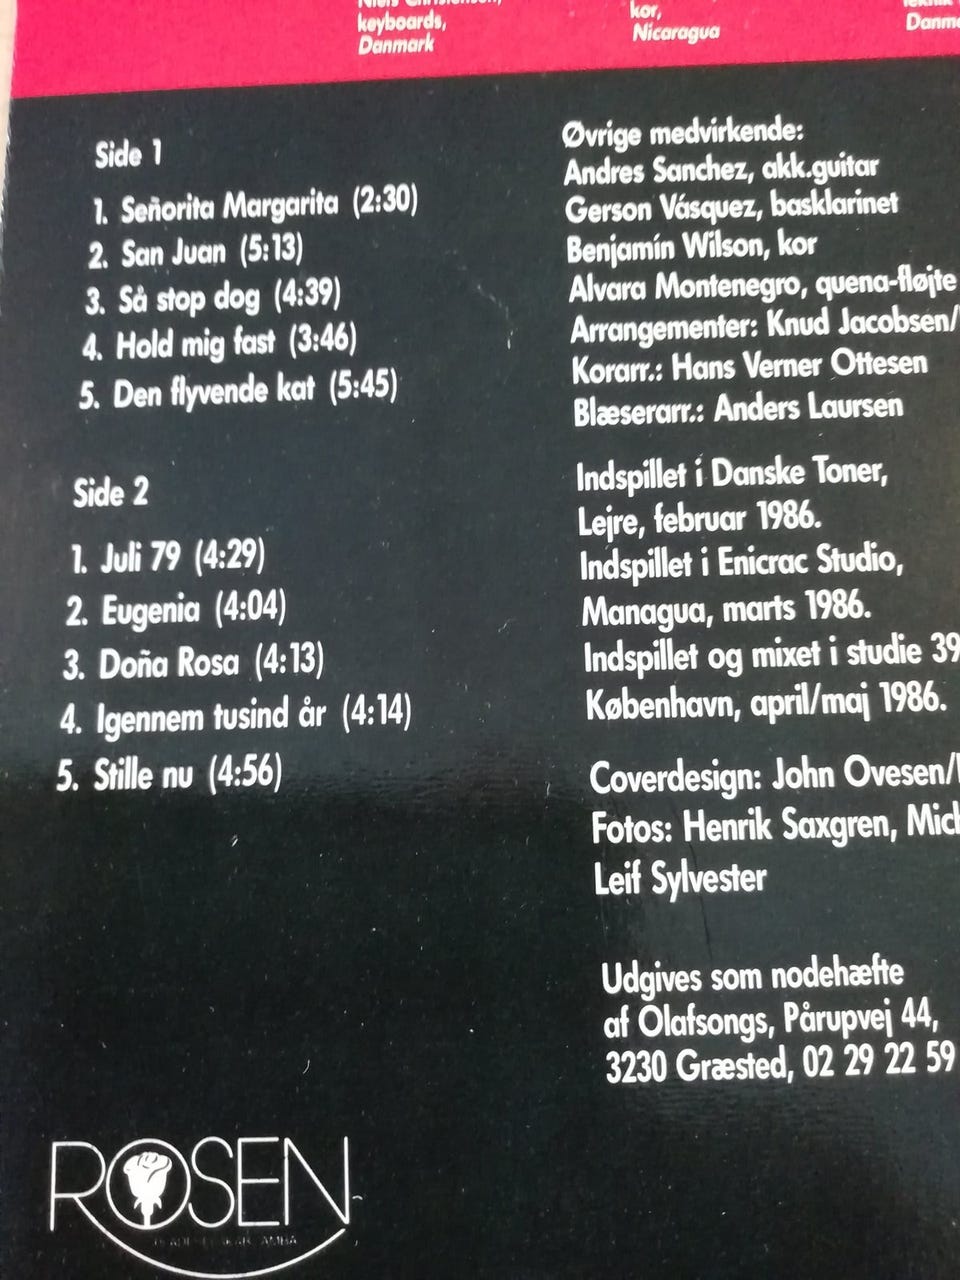 keyboards,
Danmark
kor,
Nicaragua
Side 1
1. Señorita Margarita (2:30)
2. San Juan (5:13)
3. Så stop dog (4:39)
4. Hold mig fast (3:46)
5. Den flyvende kat (5:45)
Side 2
1. Juli 79 (4:29)
2. Eugenia (4:04)
3. Doña Rosa (4:13)
4. Igennem tusind år (4:14)
5. Stille nu (4:56)
Øvrige medvirkende:
Andres Sanchez, akk.guitar
Gerson Vásquez, basklarinet
Benjamín Wilson, kor
Alvara Montenegro, quena-fløjte
Arrangementer: Knud Jacobsen/
Korarr.: Hans Verner Ottesen
Blæserarr.: Anders Laursen
Indspillet i Danske Toner,
Lejre, februar 1986.
Indspillet i Enicrac Studio,
Managua, marts 1986.
Indspillet og mixet i studie 39
København, april/maj 1986.
Coverdesign: John Ovesen/
Fotos: Henrik Saxgren,
Leif Sylvester
Udgives som nodehæfte
af Olafsongs, Pårupvej 44,
3230 Græsted, 02 29 22 59
ROSEN